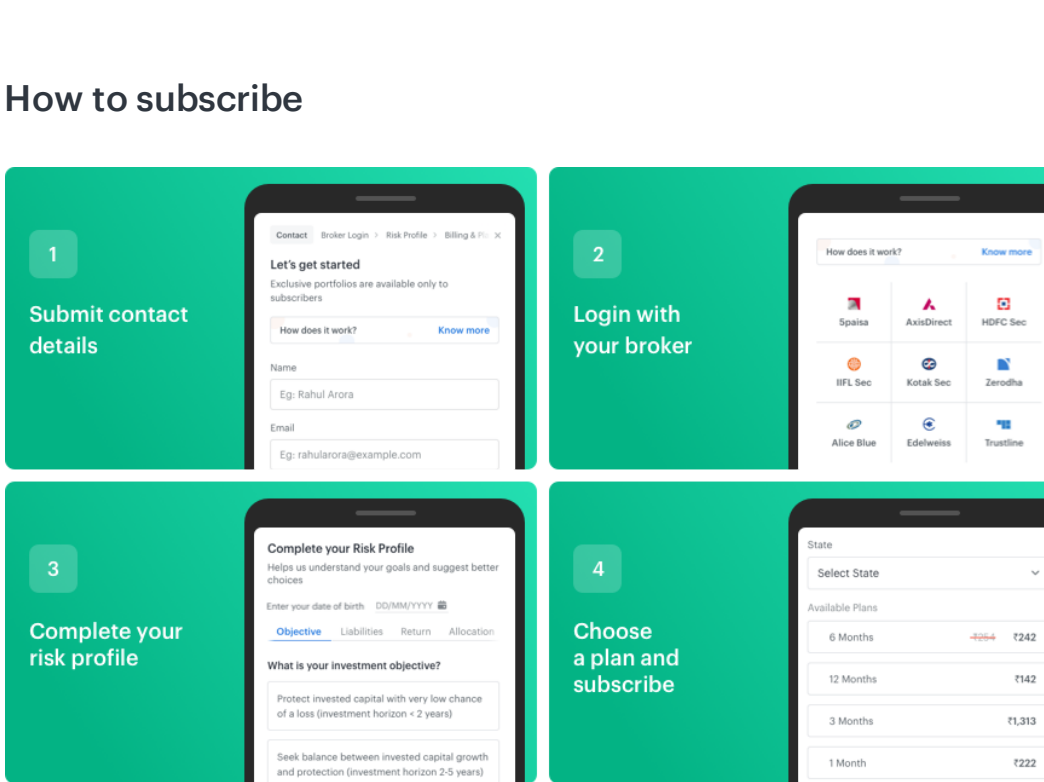 How to subscribe
1
Submit contact
details
Contact Broker Login > Risk Profile > Billing &
Let's get started
Exclusive portfolios are available only to
subscribers
How does it work? Know more
Name
Eg: Rahul Arora
Email
Eg: rahularora@example.com
2
Login with
your broker
How does it work? Know more
5paisa AxisDirect HDFC Sec
IIFL Sec Kotak Sec Zerodha
Alice Blue Edelweiss Trustline
3
Complete your
risk profile
Complete your Risk Profile
Helps us understand your goals and suggest better
choices
Enter your date of birth DD/MM/YYYY
Objective Liabilities Return Allocation
What is your investment objective?
Protect invested capital with very low chance
of a loss (investment horizon < 2 years)
Seek balance between invested capital growth
and protection (investment horizon 2-5 years)
4
Choose
a plan and
subscribe
State
Select State
Available Plans
6 Months ₹254 ₹242
12 Months ₹142
3 Months ₹1,313
1 Month ₹222